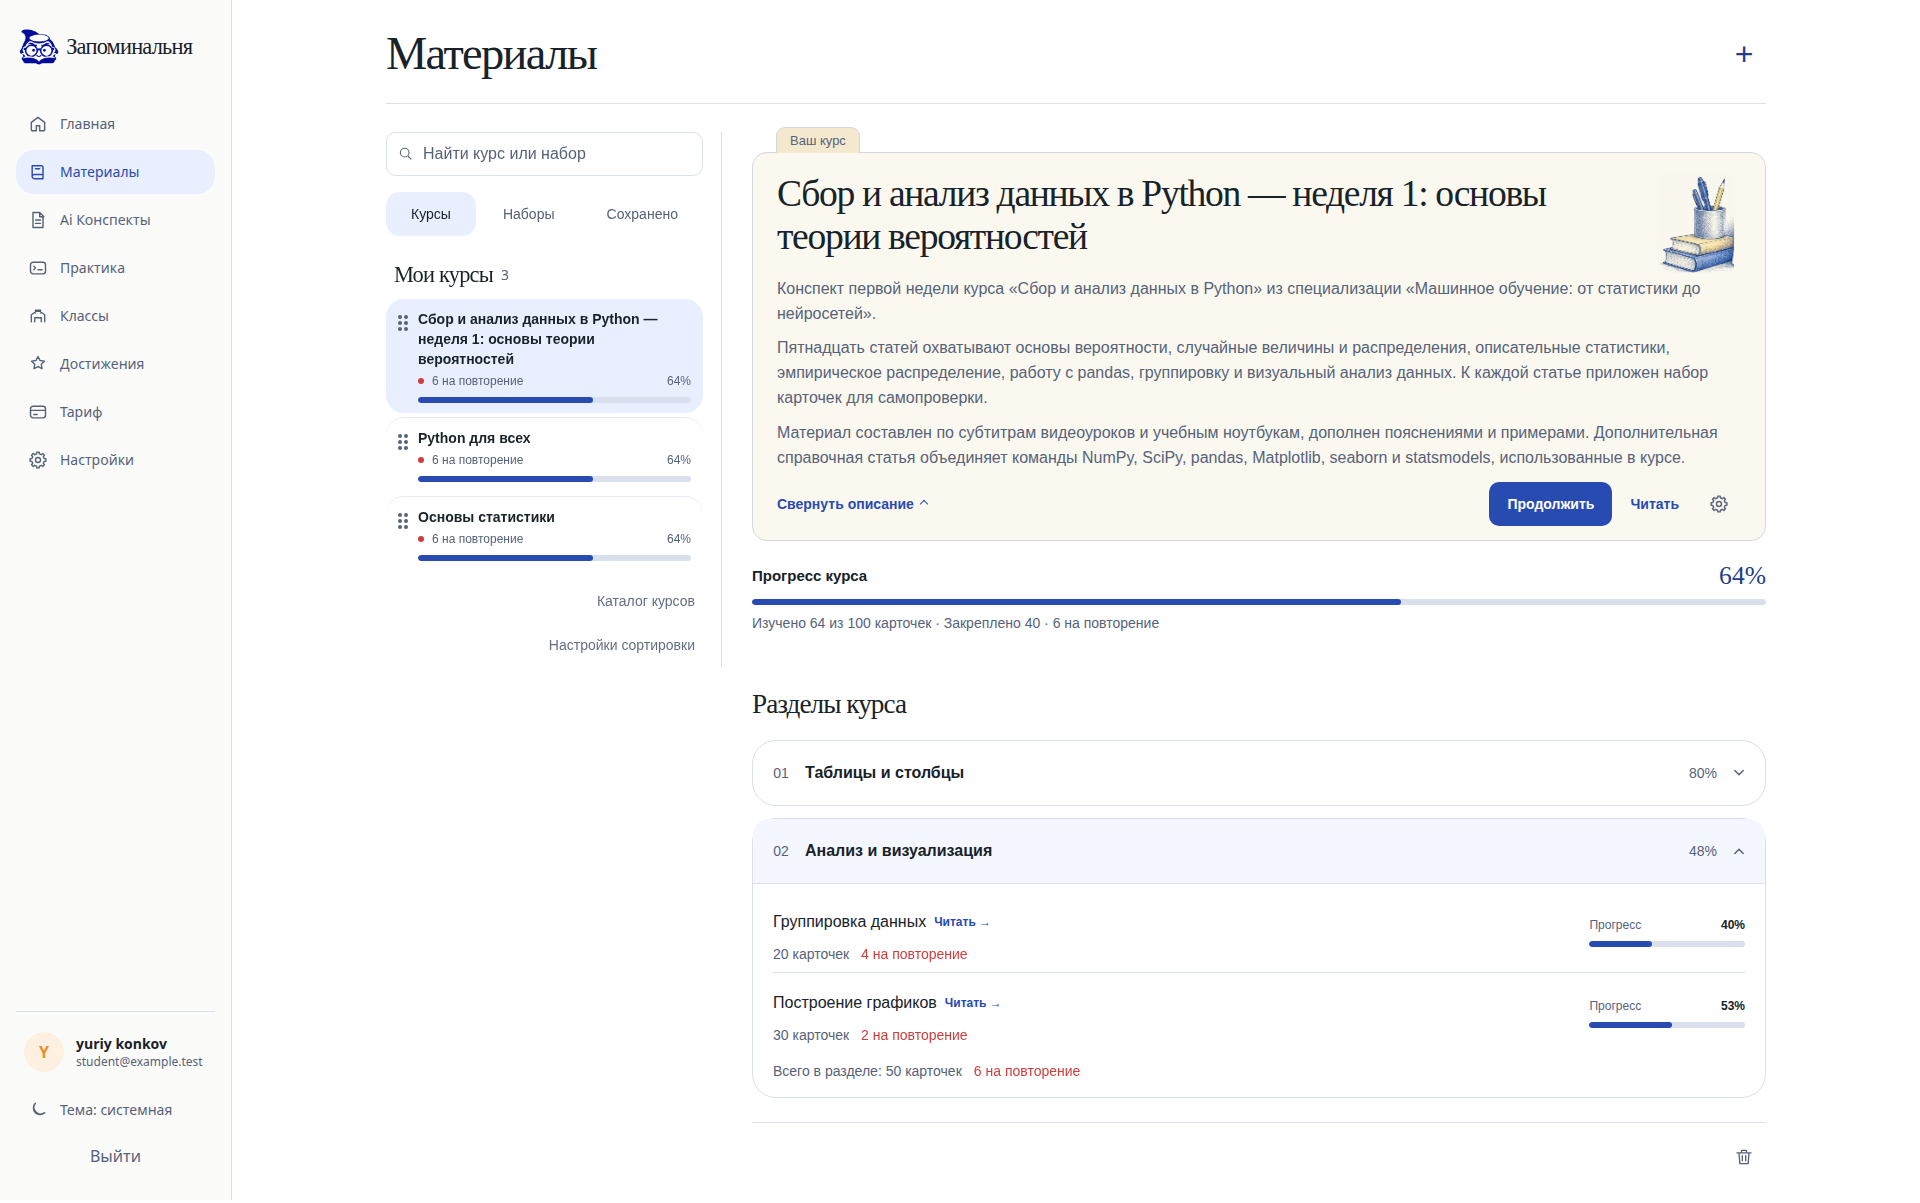 Запоминальня
Главная
Материалы
Ai Конспекты
Практика
Классы
Достижения
Тариф
Настройки
Y
yuriy konkov
student@example.test
Тема: системная
Выйти
Материалы
+
Найти курс или набор
Курсы Наборы Сохранено
Мои курсы 3
Сбор и анализ данных в Python —
неделя 1: основы теории
вероятностей
6 на повторение 64%
Python для всех
6 на повторение 64%
Основы статистики
6 на повторение 64%
Каталог курсов
Настройки сортировки
Ваш курс
Сбор и анализ данных в Python — неделя 1: основы
теории вероятностей
Конспект первой недели курса «Сбор и анализ данных в Python» из специализации «Машинное обучение: от статистики до
нейросетей».
Пятнадцать статей охватывают основы вероятности, случайные величины и распределения, описательные статистики,
эмпирическое распределение, работу с pandas, группировку и визуальный анализ данных. К каждой статье приложен набор
карточек для самопроверки.
Материал составлен по субтитрам видеоуроков и учебным ноутбукам, дополнен пояснениями и примерами. Дополнительная
справочная статья объединяет команды NumPy, SciPy, pandas, Matplotlib, seaborn и statsmodels, использованные в курсе.
Свернуть описание Продолжить Читать
Прогресс курса 64%
Изучено 64 из 100 карточек · Закреплено 40 · 6 на повторение
Разделы курса
01 Таблицы и столбцы 80%
02 Анализ и визуализация 48%
Группировка данных Читать → Прогресс 40%
20 карточек 4 на повторение
Построение графиков Читать → Прогресс 53%
30 карточек 2 на повторение
Всего в разделе: 50 карточек 6 на повторение